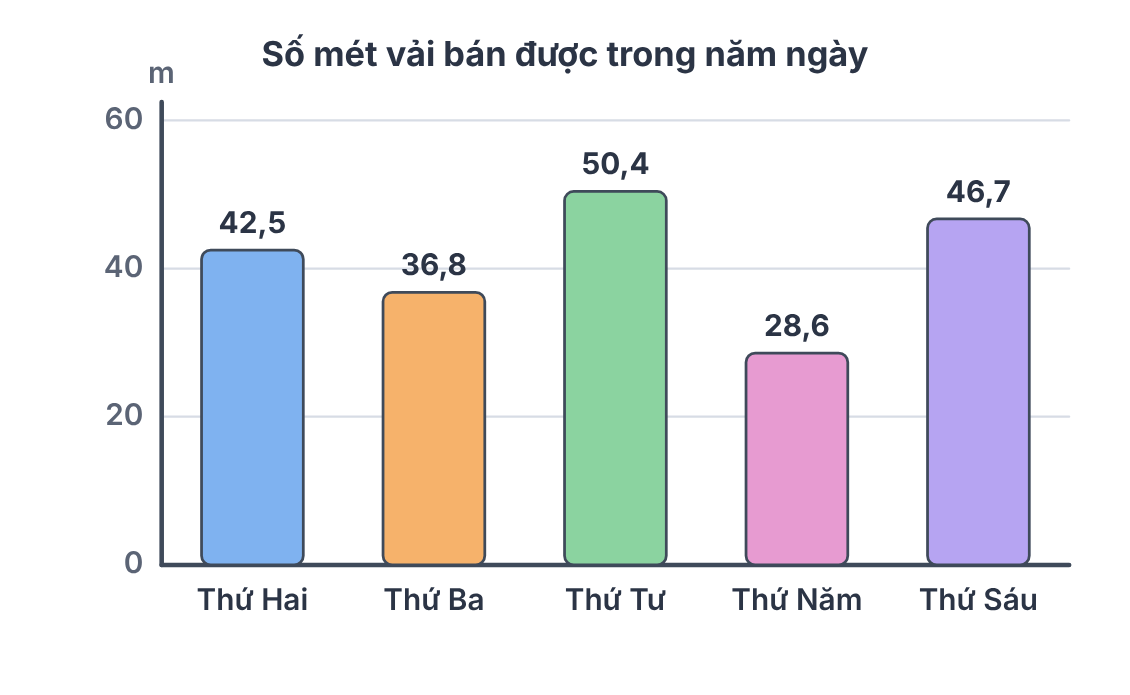 Số mét vải bán được trong năm ngày
m
60
40
20
0
42,5
36,8
50,4
28,6
46,7
Thứ Hai
Thứ Ba
Thứ Tư
Thứ Năm
Thứ Sáu